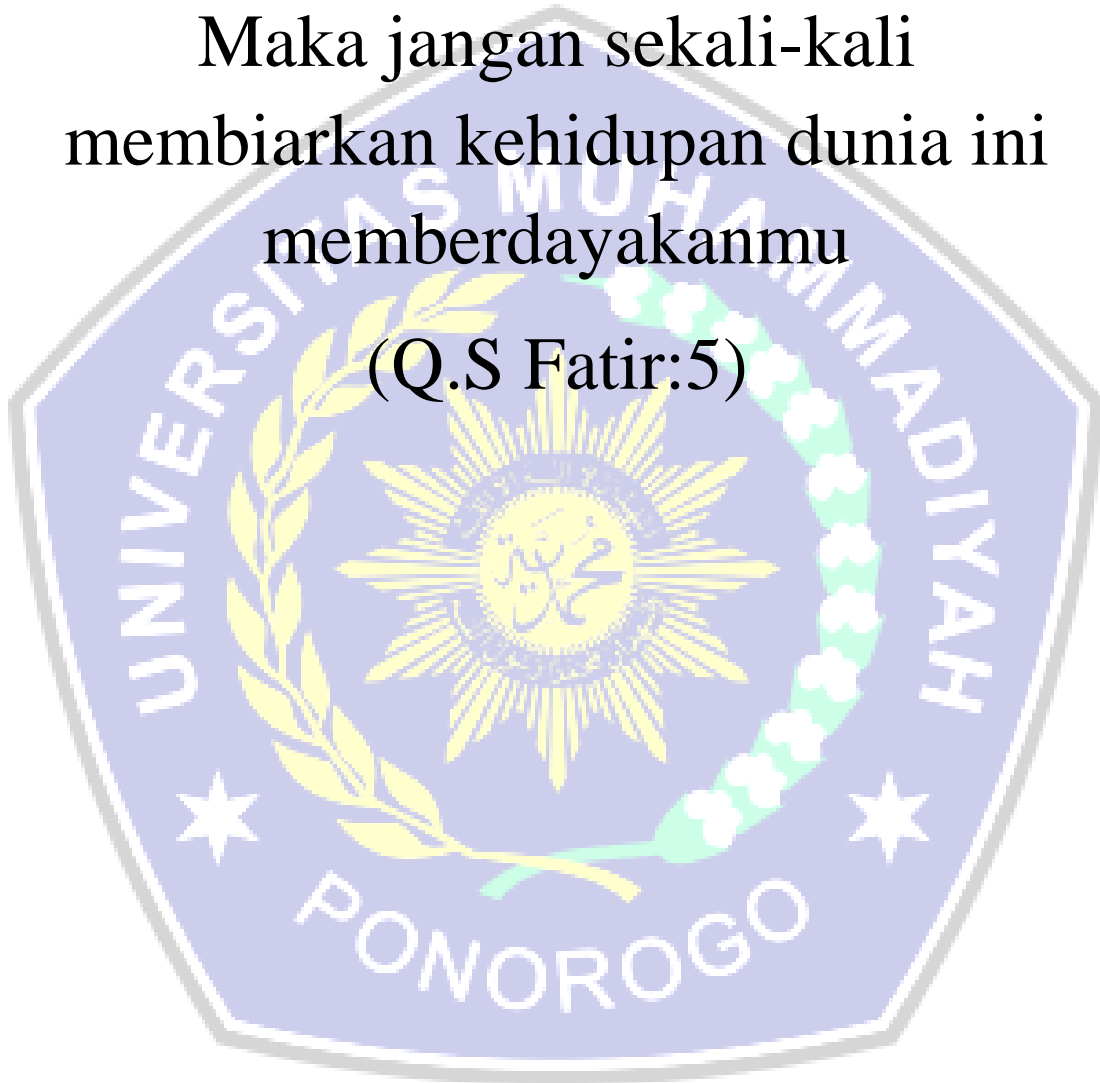 Maka jangan sekali-kali
membiarkan kehidupan dunia ini
memberdayakanmu
(Q.S Fatir:5)
UNIVERSITAS MUHAMMADIYAH
PONOROGO